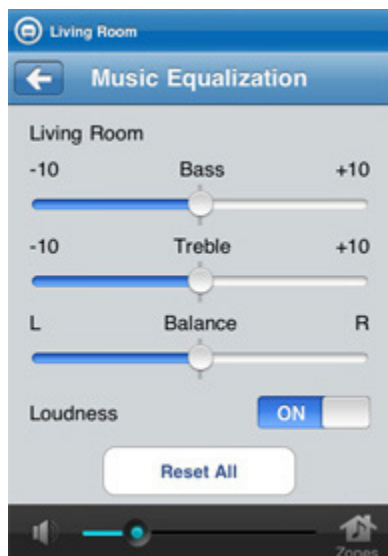 Living Room
Music Equalization
Living Room
-10 Bass +10
-10 Treble +10
L Balance R
Loudness ON
Reset All
Zones